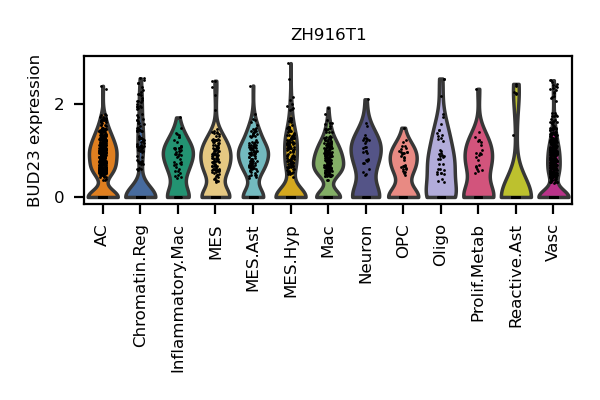 ZH916T1
BUD23 expression
2
0
AC
Chromatin.Reg
Inflammatory.Mac
MES
MES.Ast
MES.Hyp
Mac
Neuron
OPC
Oligo
Prolif.Metab
Reactive.Ast
Vasc